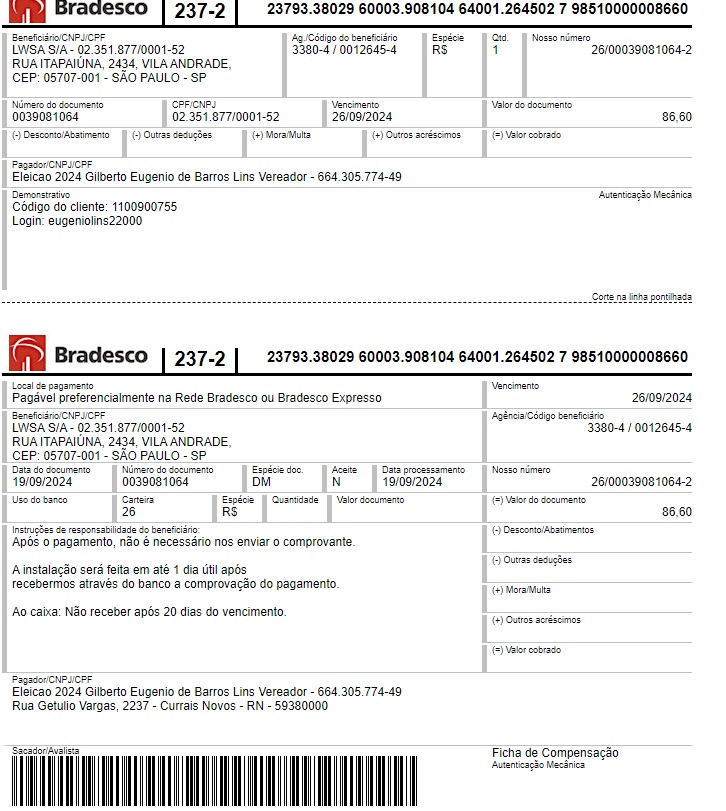 Bradesco 237-2 23793.38029 60003.908104 64001.264502 7 98510000008660
Beneficiário/CNPJ/CPF Ag./Código do beneficiário Espécie Qtd. Nosso número
LWSA S/A - 02.351.877/0001-52 3380-4 / 0012645-4 R$ 1 26/00039081064-2
RUA ITAPAIÚNA, 2434, VILA ANDRADE,
CEP: 05707-001 - SÃO PAULO - SP
Número do documento CPF/CNPJ Vencimento Valor do documento
0039081064 02.351.877/0001-52 26/09/2024 86,60
(-) Desconto/Abatimento (-) Outras deduções (+) Mora/Multa (+) Outros acréscimos (=) Valor cobrado
Pagador/CNPJ/CPF
Eleicao 2024 Gilberto Eugenio de Barros Lins Vereador - 664.305.774-49
Demonstrativo Autenticação Mecânica
Código do cliente: 1100900755
Login: eugeniolins22000
Corte na linha pontilhada
Bradesco 237-2 23793.38029 60003.908104 64001.264502 7 98510000008660
Local de pagamento Vencimento
Pagável preferencialmente na Rede Bradesco ou Bradesco Expresso 26/09/2024
Beneficiário/CNPJ/CPF Agência/Código beneficiário
LWSA S/A - 02.351.877/0001-52 3380-4 / 0012645-4
RUA ITAPAIÚNA, 2434, VILA ANDRADE,
CEP: 05707-001 - SÃO PAULO - SP
Data do documento Número do documento Espécie doc. Aceite Data processamento Nosso número
19/09/2024 0039081064 DM N 19/09/2024 26/00039081064-2
Uso do banco Carteira Espécie Quantidade Valor documento (=) Valor do documento
26 R$ 86,60
Instruções de responsabilidade do beneficiário: (-) Desconto/Abatimentos
Após o pagamento, não é necessário nos enviar o comprovante.
(-) Outras deduções
A instalação será feita em até 1 dia útil após
recebermos através do banco a comprovação do pagamento.
(+) Mora/Multa
Ao caixa: Não receber após 20 dias do vencimento.
(+) Outros acréscimos
(=) Valor cobrado
Pagador/CNPJ/CPF
Eleicao 2024 Gilberto Eugenio de Barros Lins Vereador - 664.305.774-49
Rua Getulio Vargas, 2237 - Currais Novos - RN - 59380000
Sacador/Avalista Ficha de Compensação
Autenticação Mecânica